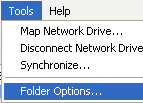 Tools Help
Map Network Drive...
Disconnect Network Drive
Synchronize...
Folder Options...